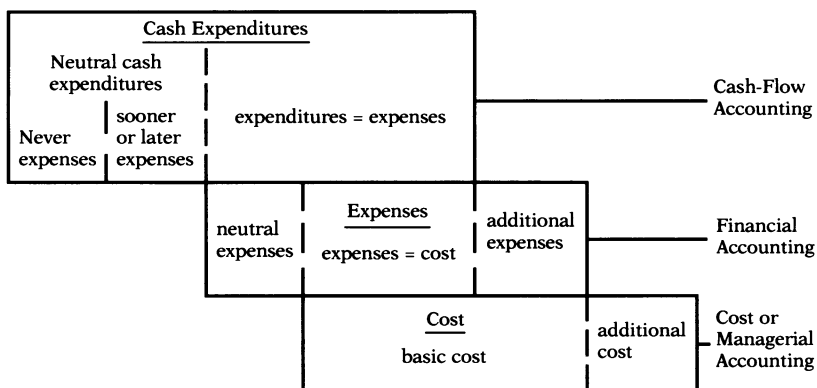 Cash Expenditures
Neutral cash
expenditures
Never
expenses
sooner
or later
expenses
expenditures = expenses
Cash-Flow
Accounting
neutral
expenses
Expenses
expenses = cost
additional
expenses
Financial
Accounting
Cost
basic cost
additional
cost
Cost or
Managerial
Accounting